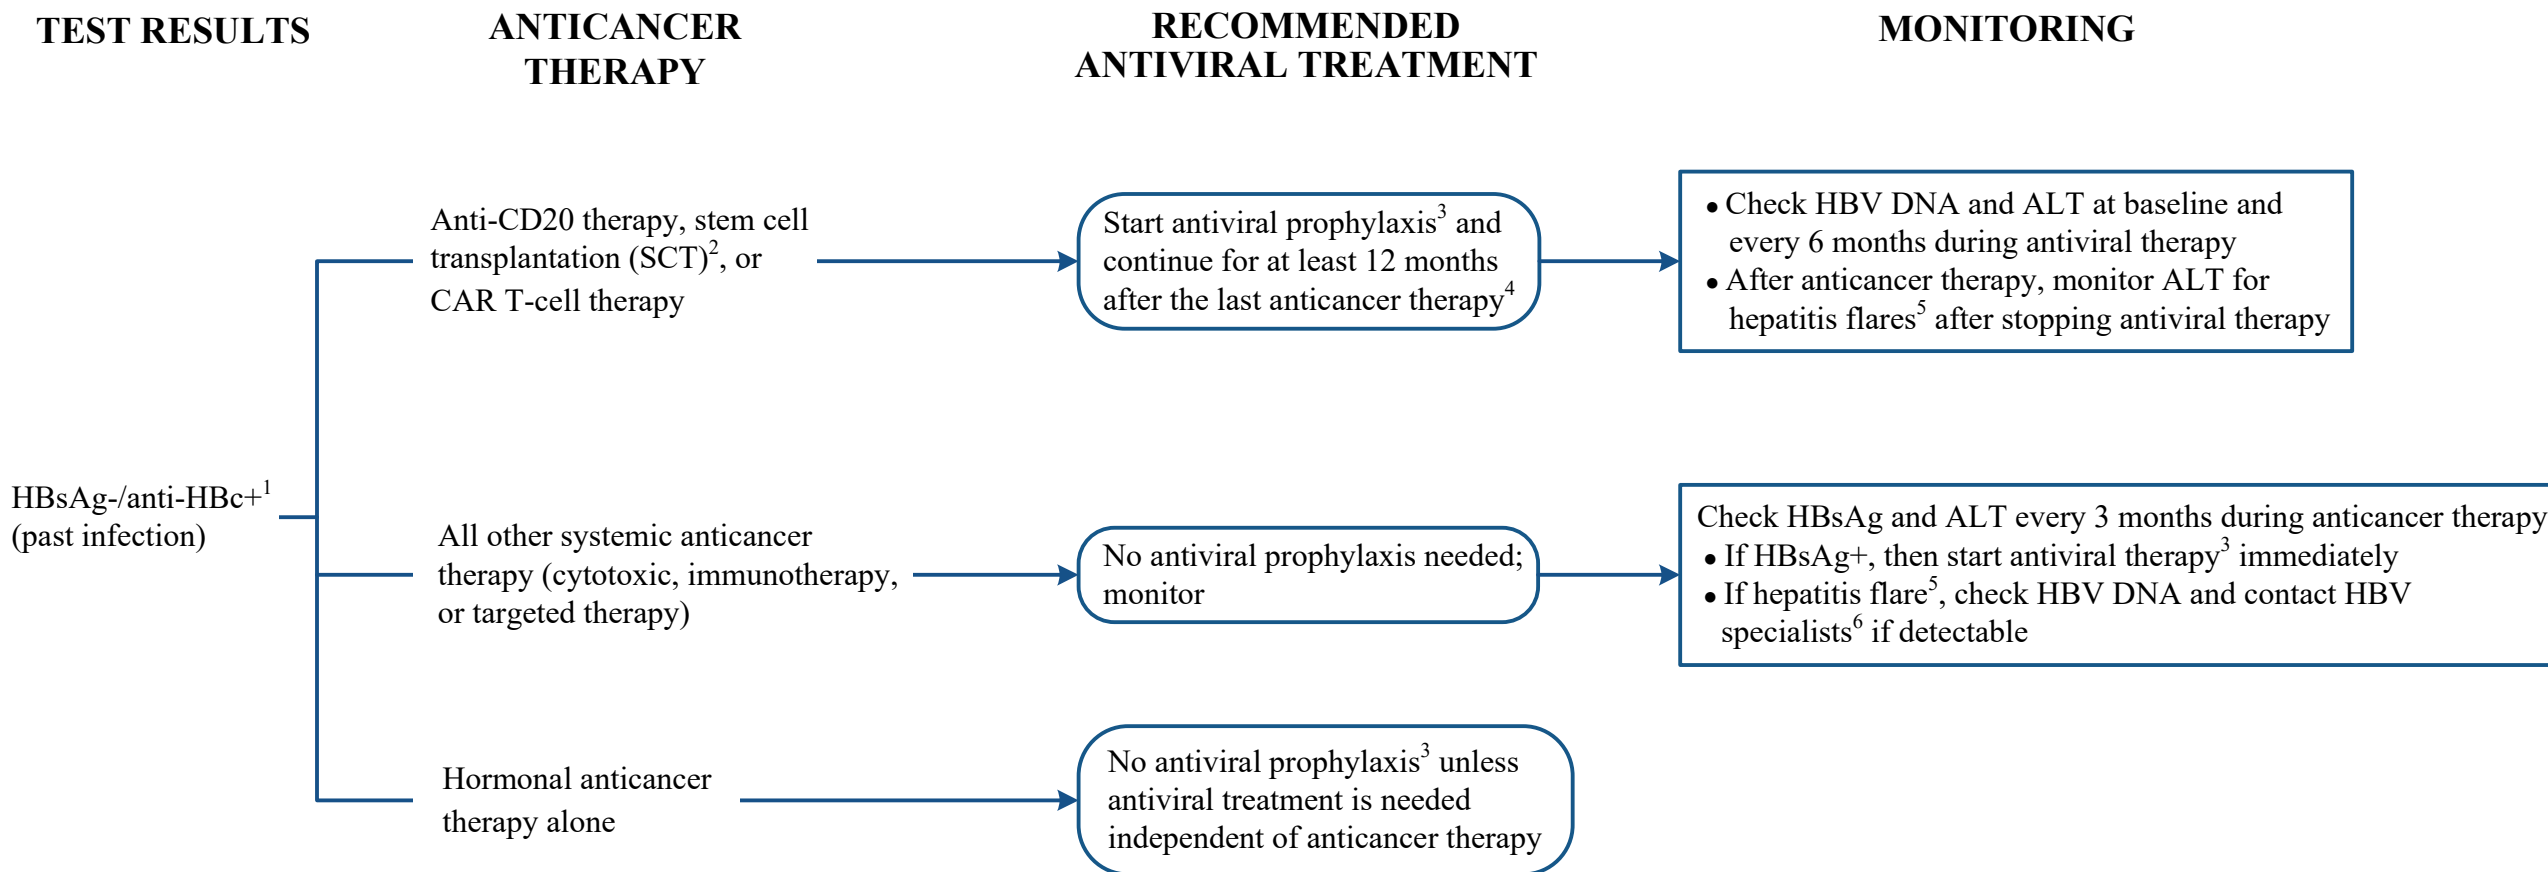 TEST RESULTS
ANTICANCER
THERAPY
RECOMMENDED
ANTIVIRAL TREATMENT
MONITORING
HBsAg-/anti-HBc+1
(past infection)
Anti-CD20 therapy, stem cell
transplantation (SCT)2, or
CAR T-cell therapy
Start antiviral prophylaxis3 and
continue for at least 12 months
after the last anticancer therapy4
• Check HBV DNA and ALT at baseline and
every 6 months during antiviral therapy
• After anticancer therapy, monitor ALT for
hepatitis flares5 after stopping antiviral therapy
All other systemic anticancer
therapy (cytotoxic, immunotherapy,
or targeted therapy)
No antiviral prophylaxis needed;
monitor
Check HBsAg and ALT every 3 months during anticancer therapy
• If HBsAg+, then start antiviral therapy3 immediately
• If hepatitis flare5, check HBV DNA and contact HBV
specialists6 if detectable
Hormonal anticancer
therapy alone
No antiviral prophylaxis3 unless
antiviral treatment is needed
independent of anticancer therapy